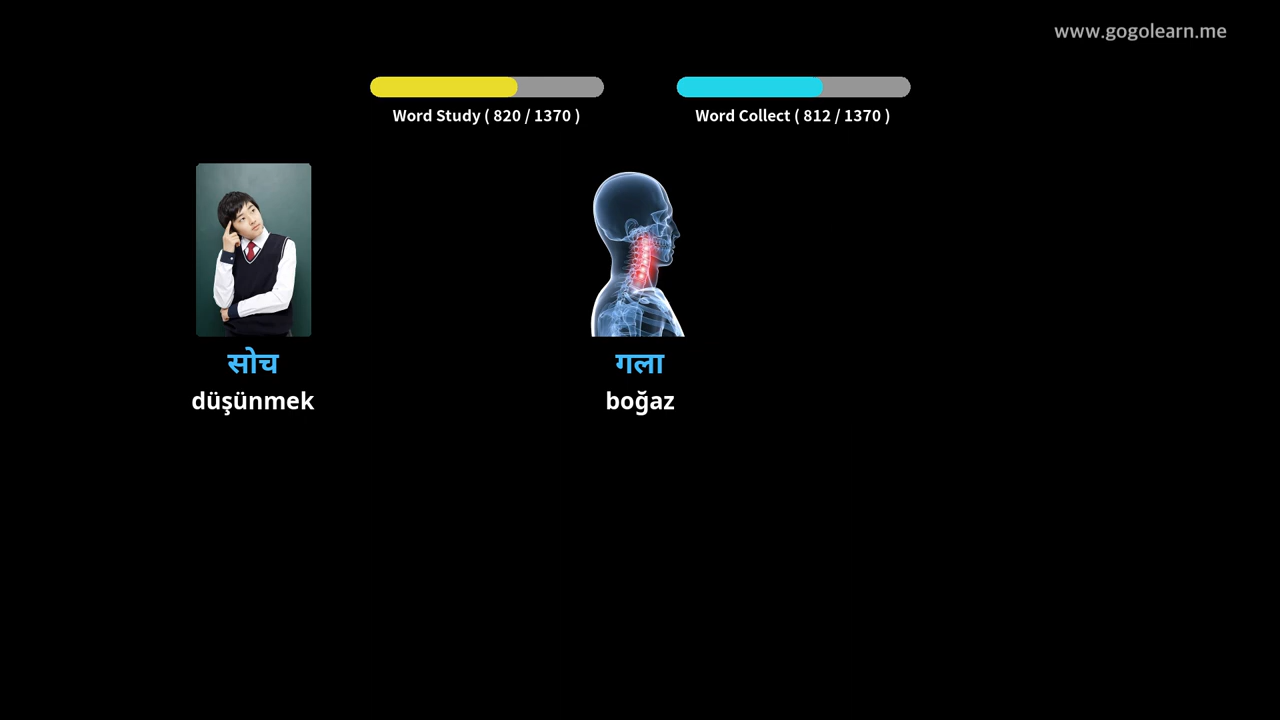 www.gogolearn.me
Word Study ( 820 / 1370 )
Word Collect ( 812 / 1370 )
सोच
düşünmek
गला
boğaz